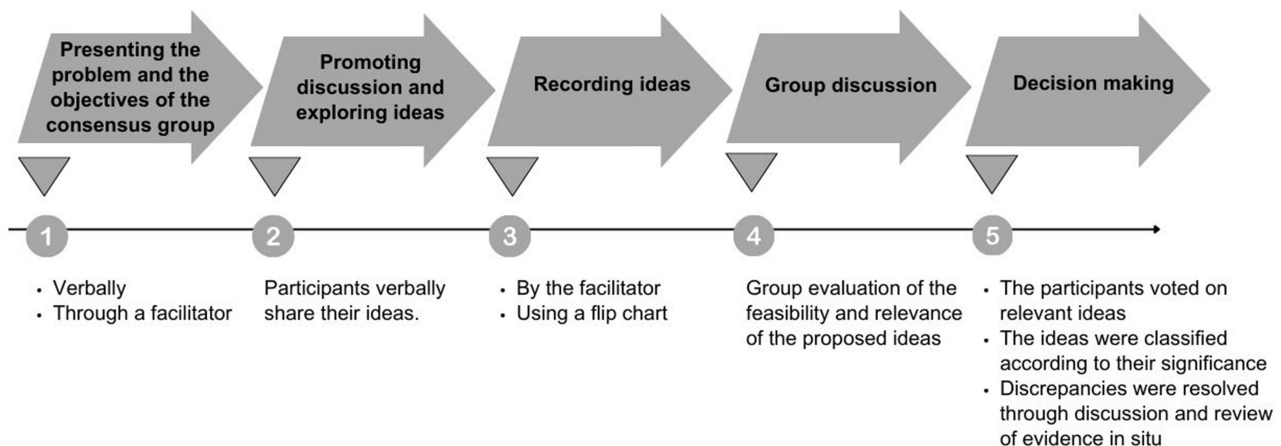 Presenting the
problem and the
objectives of the
consensus group
Promoting
discussion and
exploring ideas
Recording ideas
Group discussion
Decision making
1
2
3
4
5
• Verbally
• Through a facilitator
Participants verbally
share their ideas.
• By the facilitator
• Using a flip chart
Group evaluation of the
feasibility and relevance
of the proposed ideas
• The participants voted on
relevant ideas
• The ideas were classified
according to their significance
• Discrepancies were resolved
through discussion and review
of evidence in situ